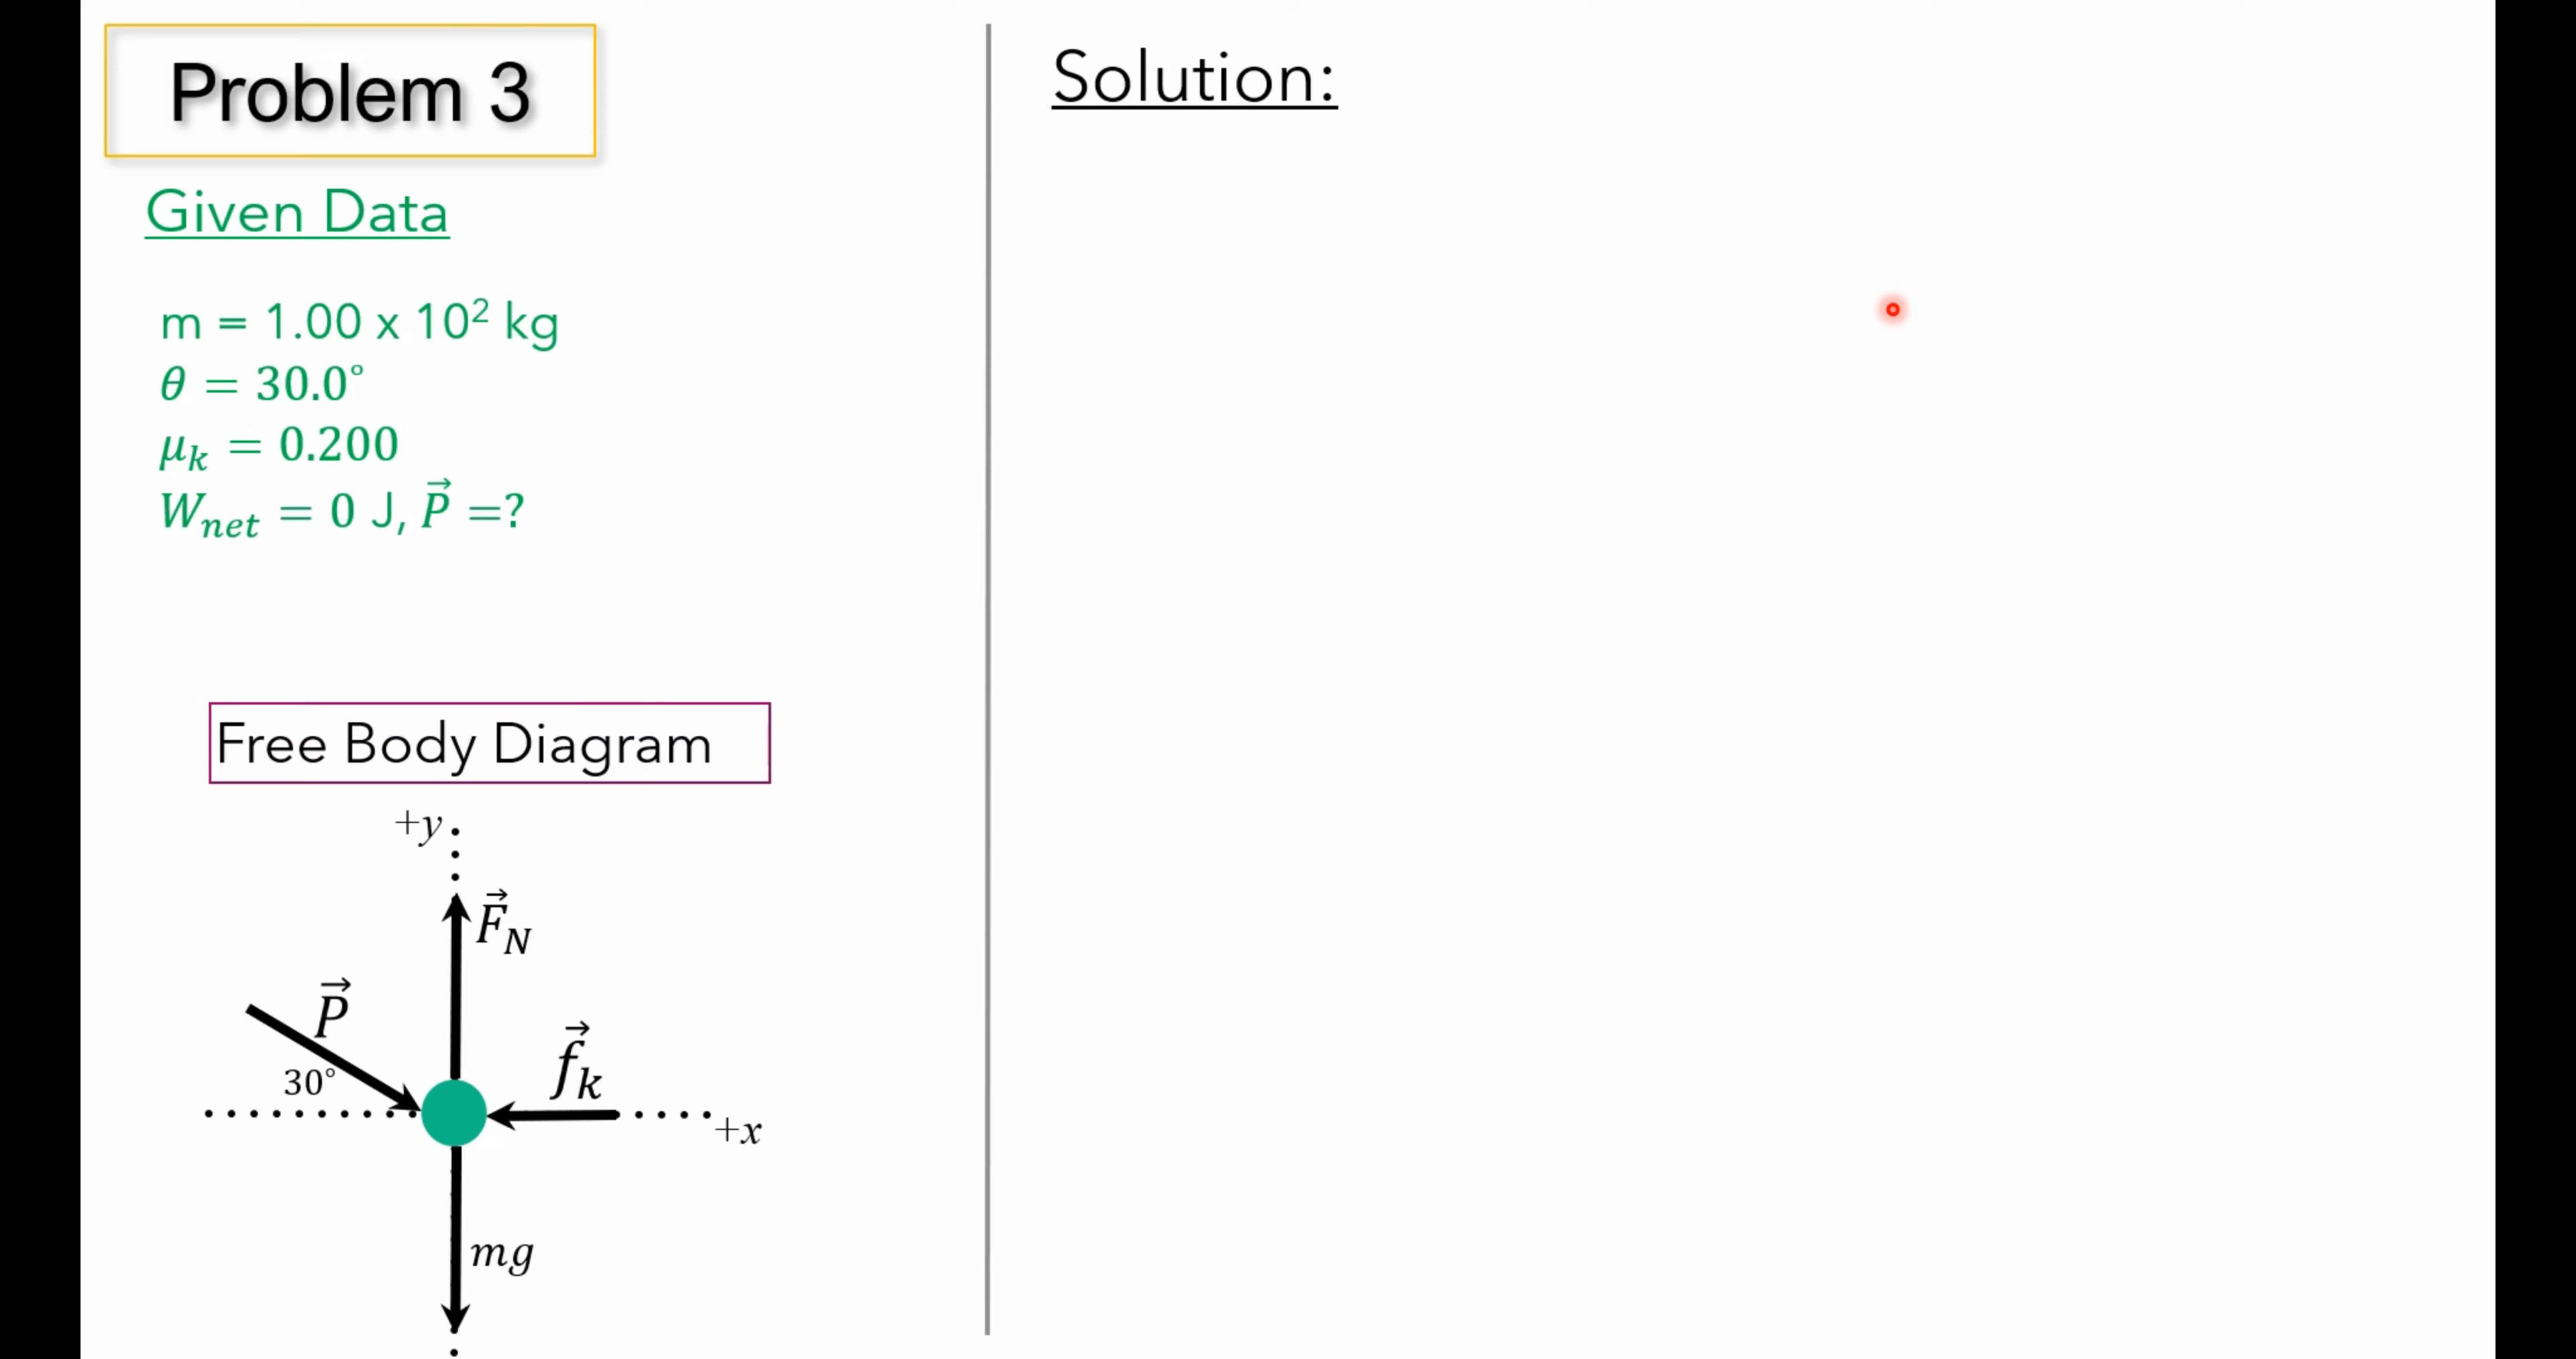 Problem 3
Given Data
m = 1.00 x 10² kg
θ = 30.0°
μₖ = 0.200
Wₙₑₜ = 0 J, P⃗ =?
Free Body Diagram
+y
F⃗_N
P⃗
30°
f⃗ₖ
+x
mg
Solution: